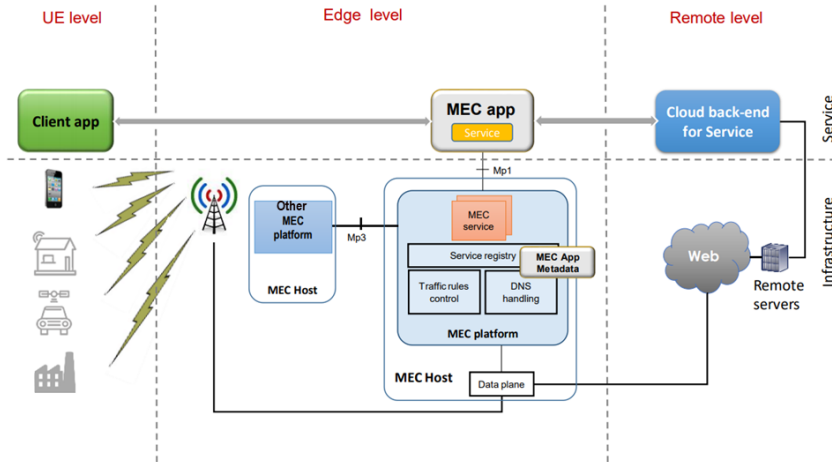 UE level
Edge level
Remote level
Client app
MEC app
Service
Cloud back-end
for Service
Service
Mp1
Other
MEC
platform
MEC Host
Mp3
MEC
service
Service registry
MEC App
Metadata
Traffic rules
control
DNS
handling
MEC platform
MEC Host
Data plane
Web
Remote
servers
Infrastructure